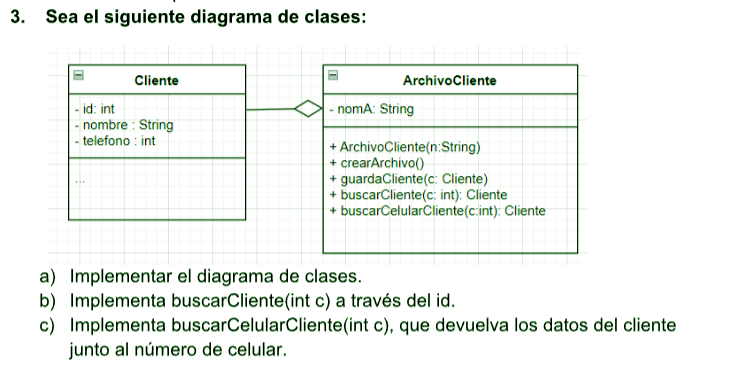 3. Sea el siguiente diagrama de clases:
Cliente
- id: int
- nombre : String
- telefono : int
...
ArchivoCliente
- nomA: String
+ ArchivoCliente(n:String)
+ crearArchivo()
+ guardaCliente(c: Cliente)
+ buscarCliente(c: int): Cliente
+ buscarCelularCliente(c:int): Cliente
a) Implementar el diagrama de clases.
b) Implementa buscarCliente(int c) a través del id.
c) Implementa buscarCelularCliente(int c), que devuelva los datos del cliente
junto al número de celular.